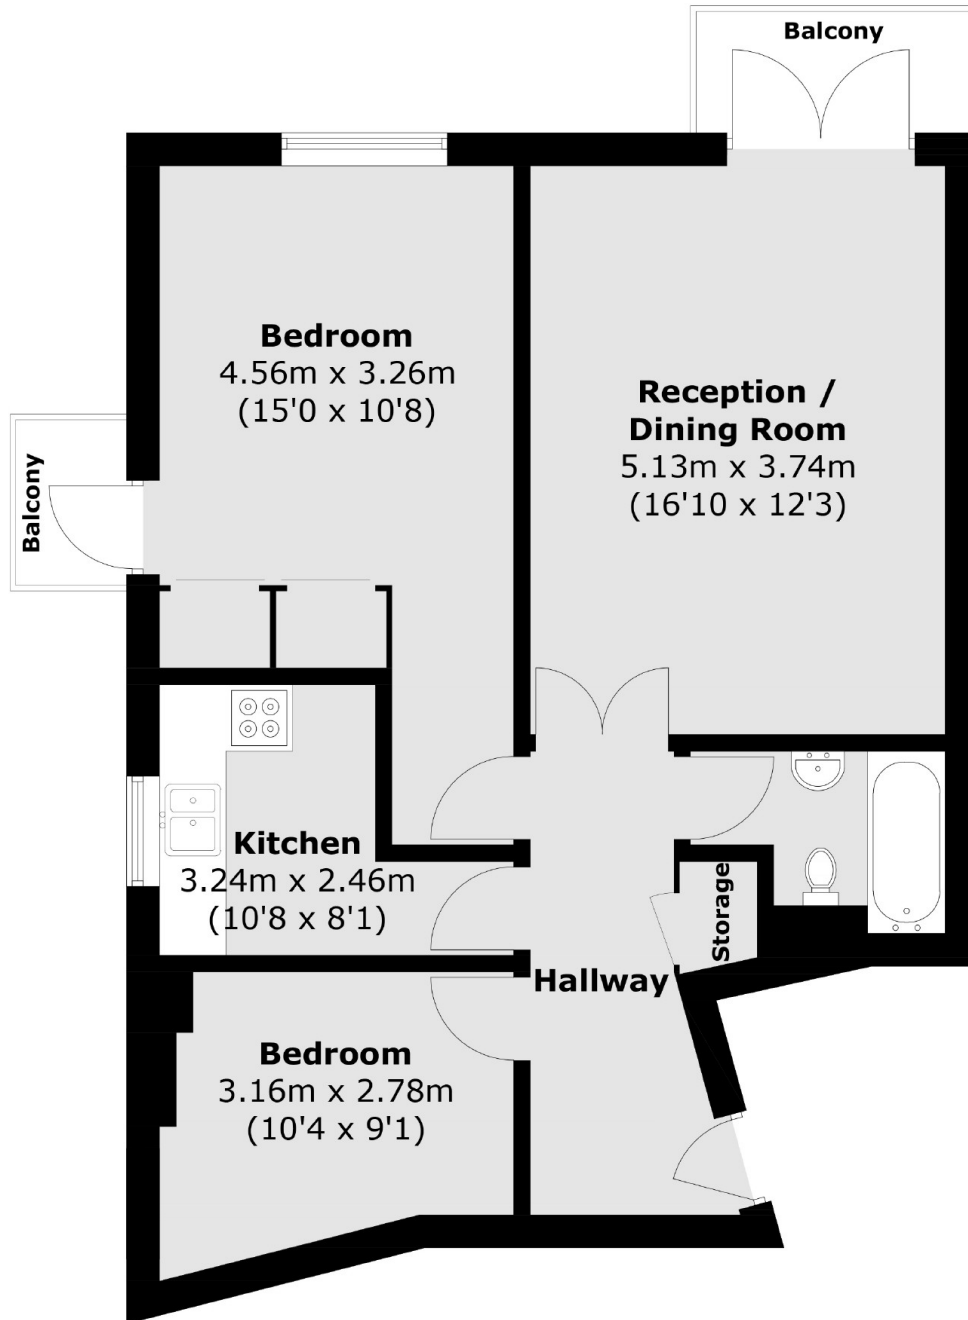 Balcony
Bedroom
4.56m x 3.26m
(15'0 x 10'8)
Reception /
Dining Room
5.13m x 3.74m
(16'10 x 12'3)
Balcony
Kitchen
3.24m x 2.46m
(10'8 x 8'1)
Storage
Hallway
Bedroom
3.16m x 2.78m
(10'4 x 9'1)